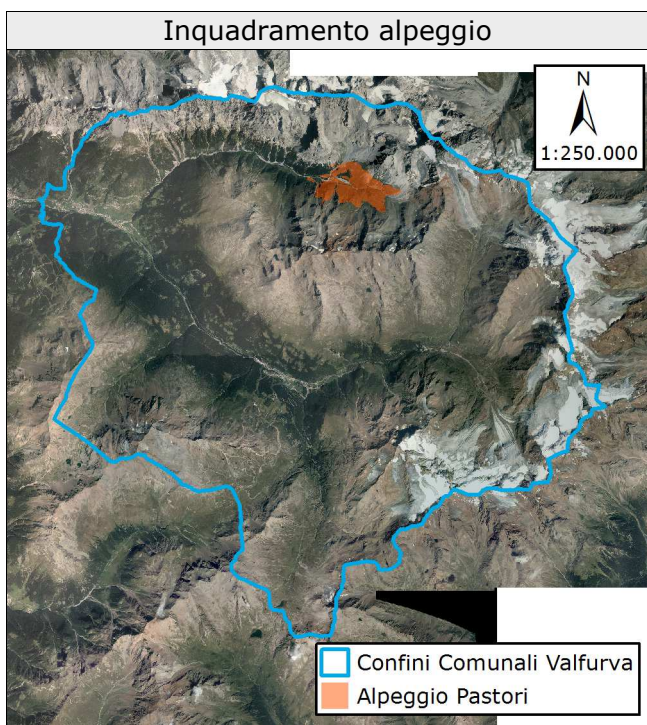 Inquadramento alpeggio
N
1:250.000
Confini Comunali Valfurva
Alpeggio Pastori